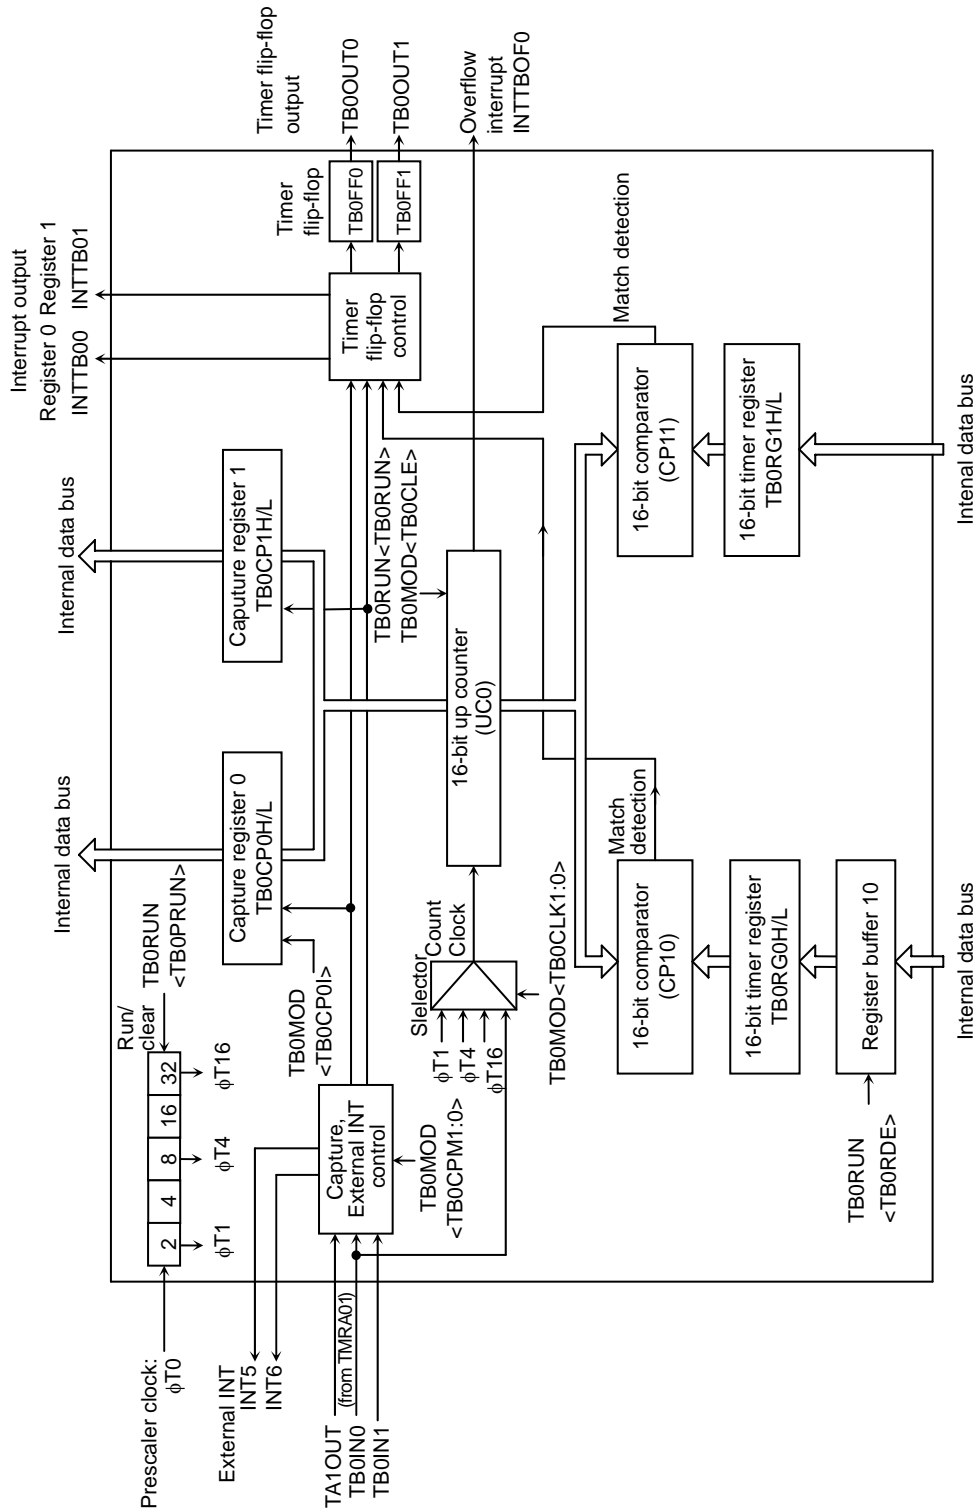 Prescaler clock:
ϕT0
2
4
8
16
32
Run/
clear
TB0RUN
<TB0PRUN>
ϕT1
ϕT4
ϕT16
Internal data bus
Internal data bus
Interrupt output
Register 0 Register 1
INTTB00 INTTB01
External INT
INT5
INT6
TA1OUT
(from TMRA01)
TB0IN0
TB0IN1
Capture,
External INT
control
TB0MOD
<TB0CPM1:0>
TB0MOD
<TB0CP0I>
Capture register 0
TB0CP0H/L
Caputure register 1
TB0CP1H/L
TB0RUN<TB0RUN>
TB0MOD<TB0CLE>
Timer
flip-flop
control
Timer
flip-flop
TB0FF0
TB0FF1
Timer flip-flop
output
TB0OUT0
TB0OUT1
Slelector
ϕT1
ϕT4
ϕT16
Count
Clock
TB0MOD<TB0CLK1:0>
16-bit up counter
(UC0)
Overflow
interrupt
INTTBOF0
Match
detection
Match detection
16-bit comparator
(CP10)
16-bit comparator
(CP11)
16-bit timer register
TB0RG0H/L
16-bit timer register
TB0RG1H/L
Register buffer 10
TB0RUN
<TB0RDE>
Internal data bus
Intenal data bus